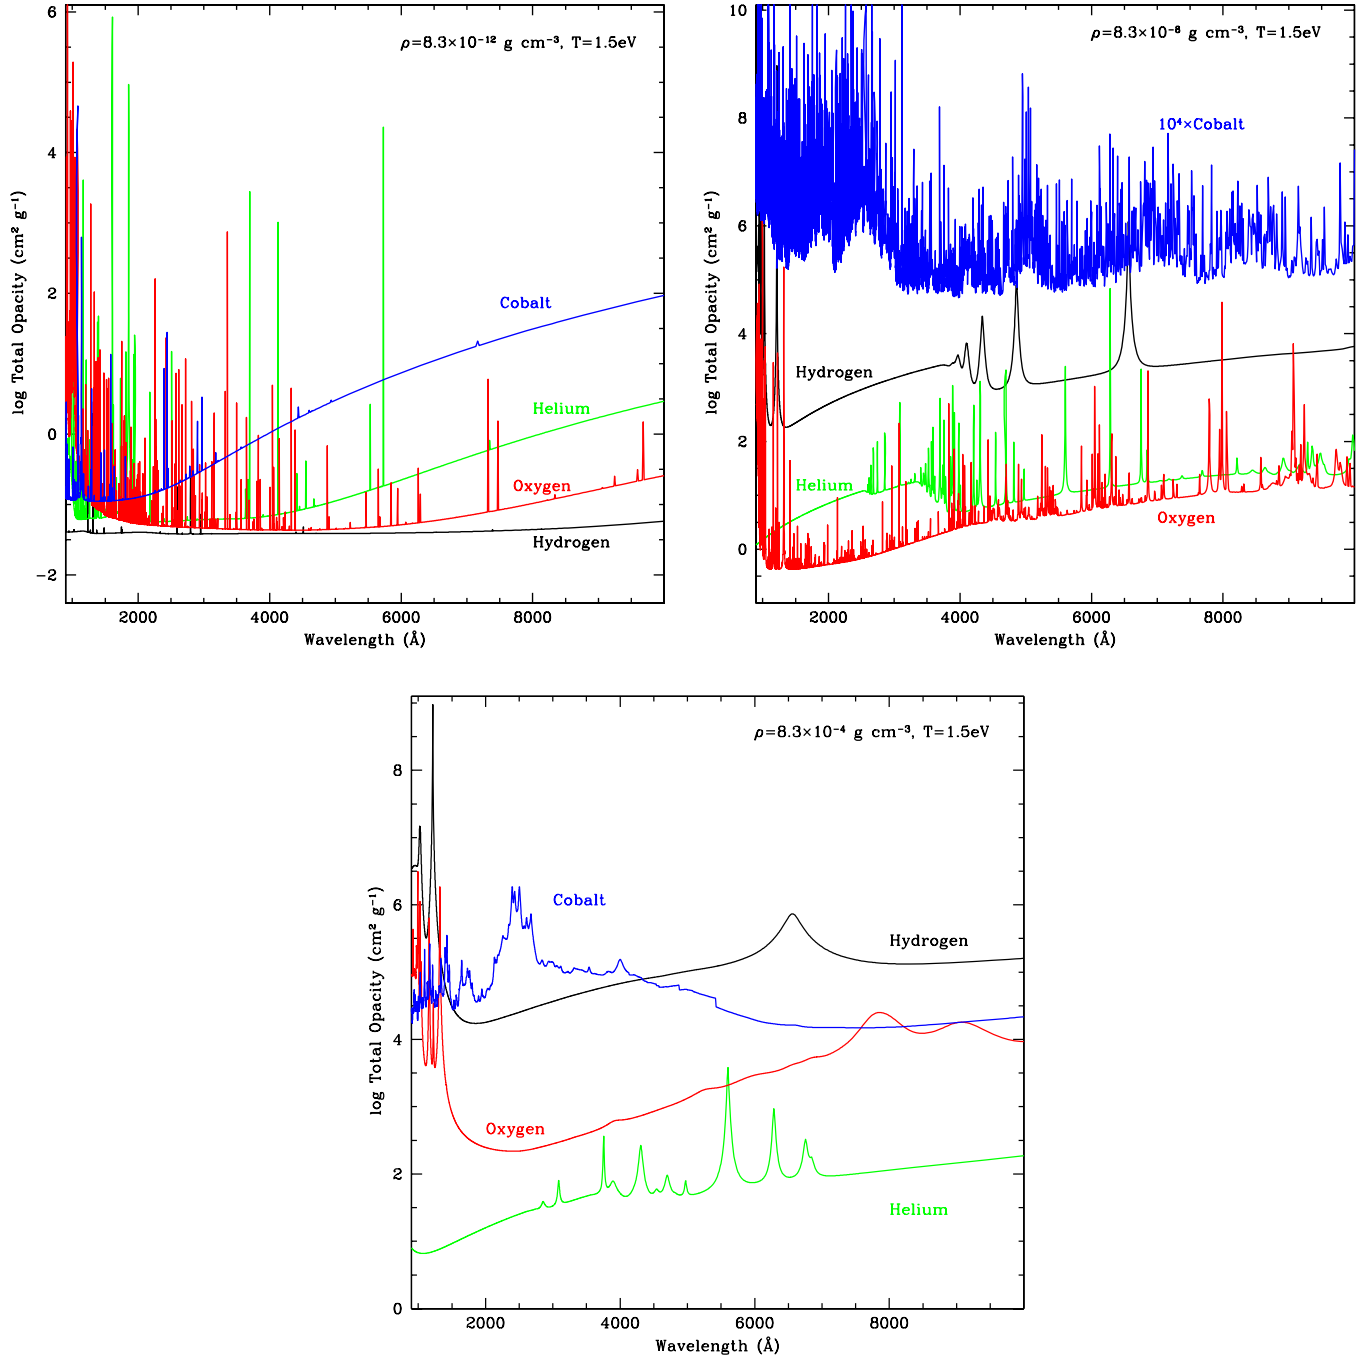 ρ=8.3×10⁻¹² g cm⁻³, T=1.5eV
6
4
2
0
−2
log Total Opacity (cm² g⁻¹)
Cobalt
Helium
Oxygen
Hydrogen
2000 4000 6000 8000
Wavelength (Å)
ρ=8.3×10⁻⁸ g cm⁻³, T=1.5eV
10
8
6
4
2
0
log Total Opacity (cm² g⁻¹)
10⁴×Cobalt
Hydrogen
Helium
Oxygen
2000 4000 6000 8000
Wavelength (Å)
ρ=8.3×10⁻⁴ g cm⁻³, T=1.5eV
8
6
4
2
0
log Total Opacity (cm² g⁻¹)
Cobalt
Hydrogen
Oxygen
Helium
2000 4000 6000 8000
Wavelength (Å)